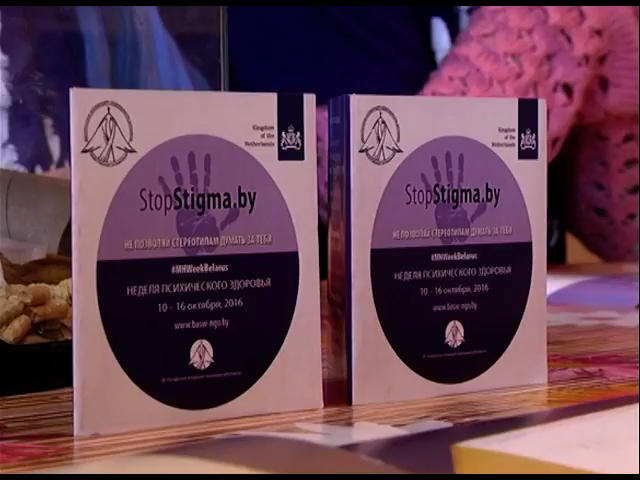 Kingdom
of the
Netherlands
StopStigma.by
НЕ ПОЗВОЛЯЙ СТЕРЕОТИПАМ ДУМАТЬ ЗА ТЕБЯ
#MHWeekBelarus
НЕДЕЛЯ ПСИХИЧЕСКОГО ЗДОРОВЬЯ
10 – 16 октября, 2016
www.basw-ngo.by
Kingdom
of the
Netherlands
StopStigma.by
НЕ ПОЗВОЛЯЙ СТЕРЕОТИПАМ ДУМАТЬ ЗА ТЕБЯ
#MHWeekBelarus
НЕДЕЛЯ ПСИХИЧЕСКОГО ЗДОРОВЬЯ
10 – 16 октября, 2016
www.basw-ngo.by